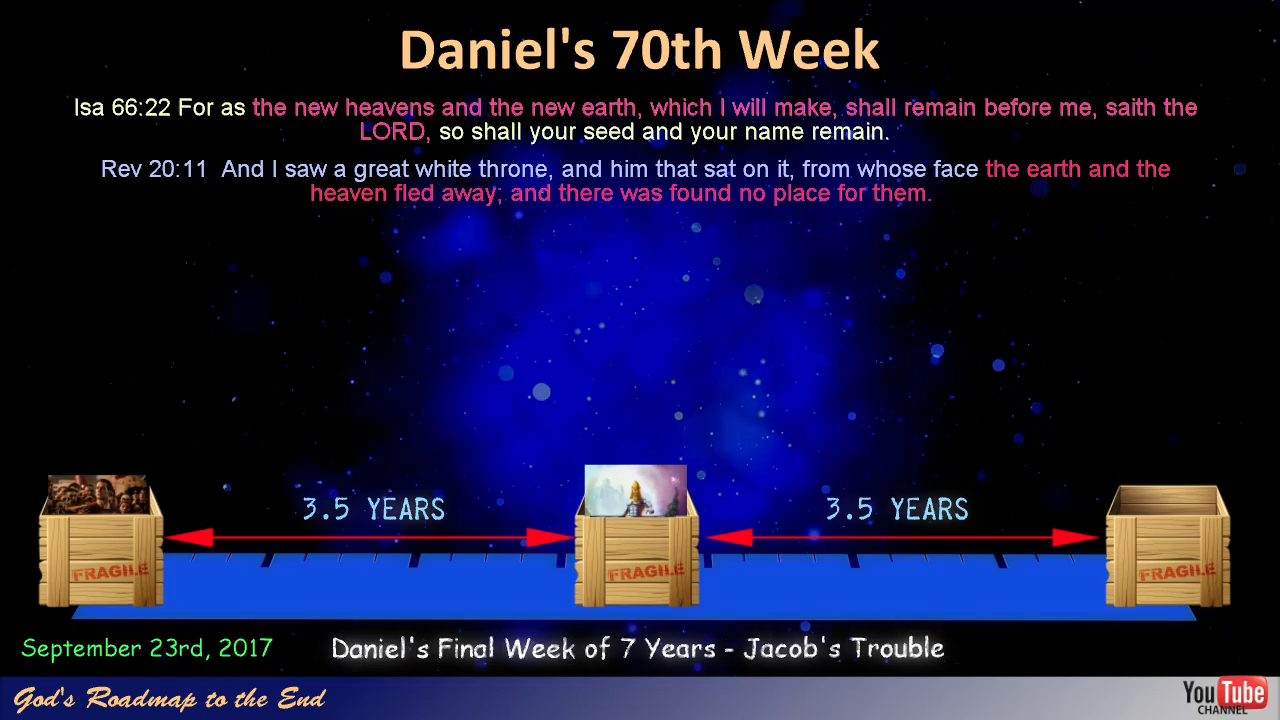 Daniel's 70th Week
Isa 66:22 For as the new heavens and the new earth, which I will make, shall remain before me, saith the
LORD, so shall your seed and your name remain.
Rev 20:11 And I saw a great white throne, and him that sat on it, from whose face the earth and the
heaven fled away; and there was found no place for them.
3.5 YEARS
3.5 YEARS
FRAGILE
FRAGILE
FRAGILE
September 23rd, 2017
Daniel's Final Week of 7 Years - Jacob's Trouble
God's Roadmap to the End
YouTube
CHANNEL